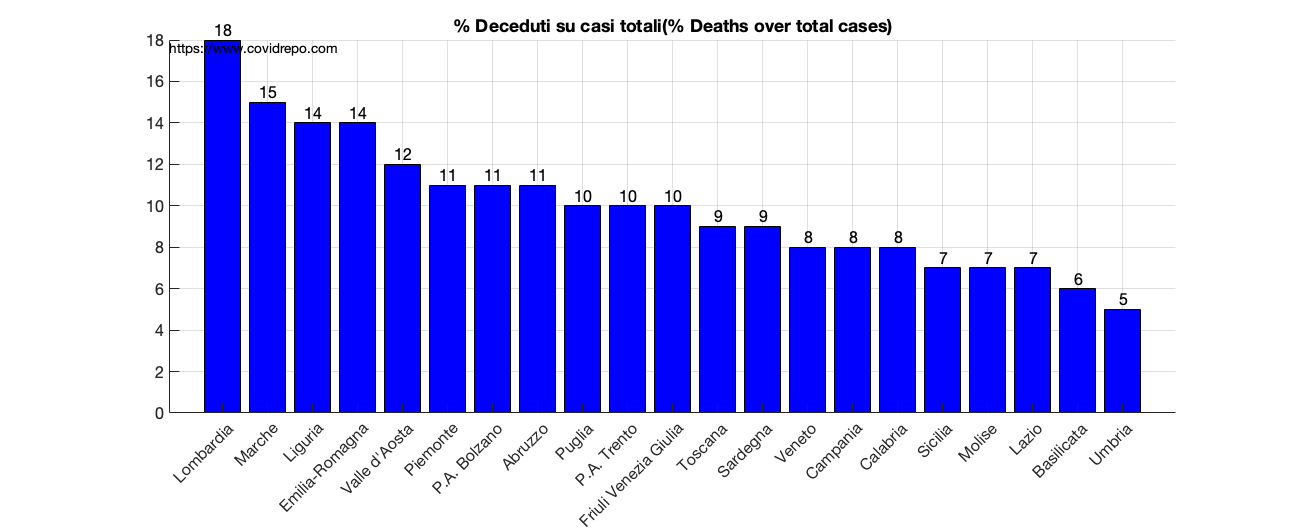 % Deceduti su casi totali(% Deaths over total cases)
https://www.covidrepo.com
18
16
14
12
10
8
6
4
2
0
18
15
14
14
12
11
11
11
10
10
10
9
9
8
8
8
7
7
7
6
5
Lombardia
Marche
Liguria
Emilia-Romagna
Valle d'Aosta
Piemonte
P.A. Bolzano
Abruzzo
Puglia
P.A. Trento
Friuli Venezia Giulia
Toscana
Sardegna
Veneto
Campania
Calabria
Sicilia
Molise
Lazio
Basilicata
Umbria